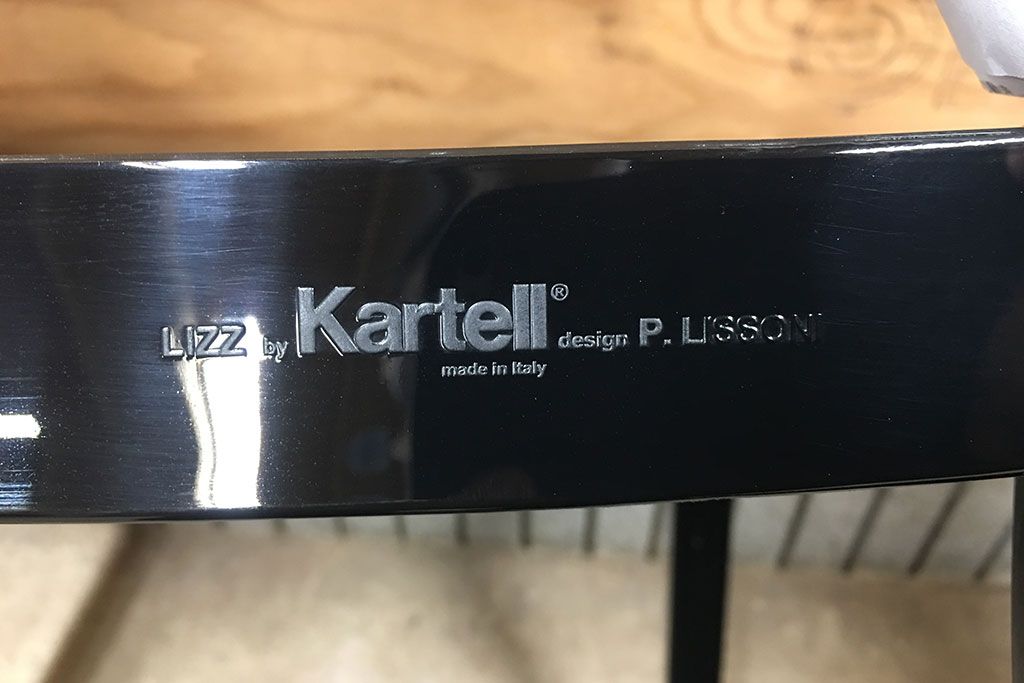 LIZZ by Kartell® design P. LISSONI
made in Italy